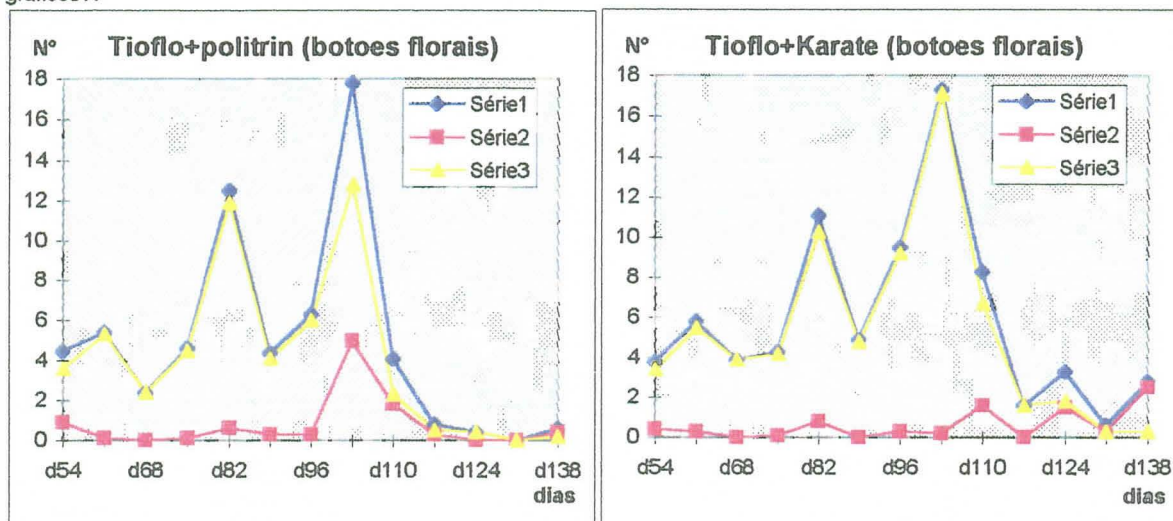 Nº Tioflo+politrin (botoes florais)
18
16
14
12
10
8
6
4
2
0
Série1
Série2
Série3
d54 d68 d82 d96 d110 d124 d138
dias
Nº Tioflo+Karate (botoes florais)
18
16
14
12
10
8
6
4
2
0
Série1
Série2
Série3
d54 d68 d82 d96 d110 d124 d138
dias